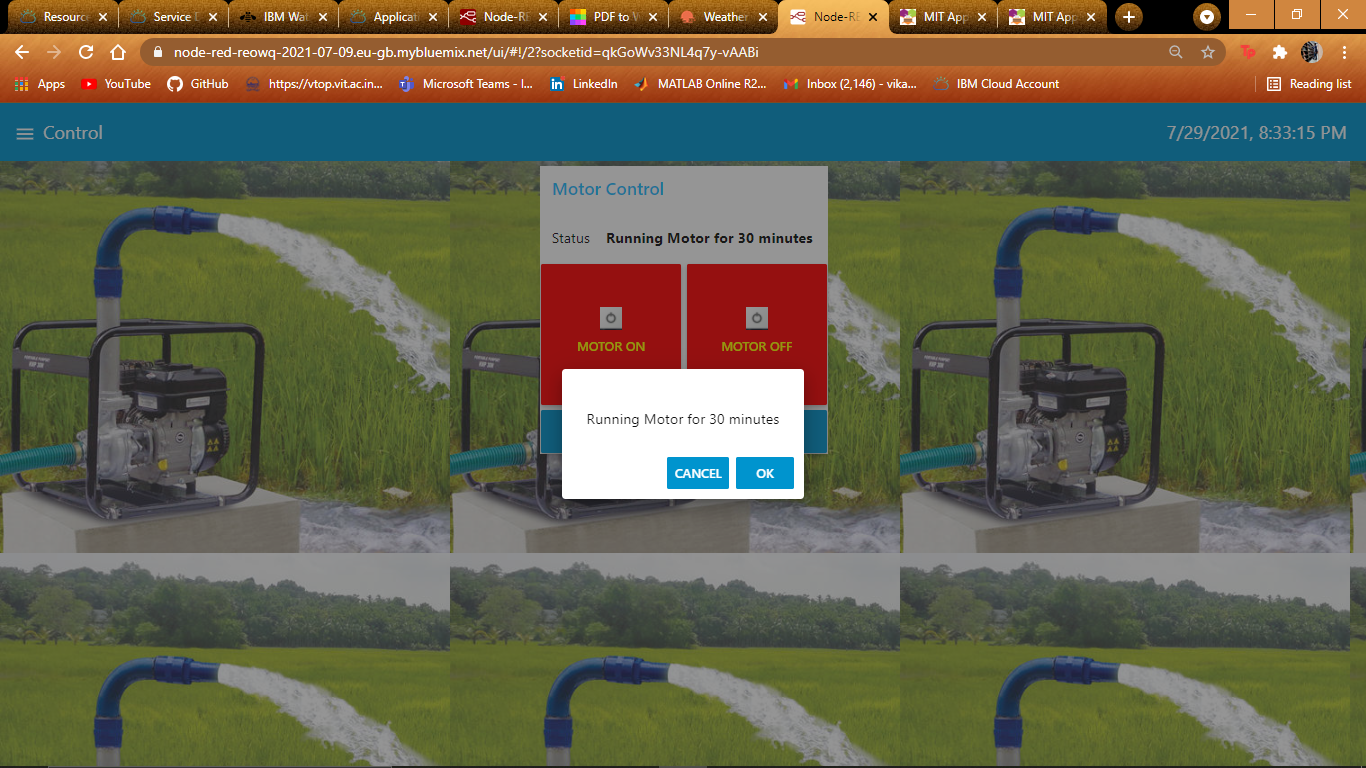 Resource
Service D
IBM Wat
Applicati
Node-RE
PDF to W
Weather
Node-RE
MIT App
MIT App
node-red-reowq-2021-07-09.eu-gb.mybluemix.net/ui/#!/2?socketid=qkGoWv33NL4q7y-vAABi
Apps
YouTube
GitHub
https://vtop.vit.ac.in...
Microsoft Teams - l...
LinkedIn
MATLAB Online R2...
Inbox (2,146) - vika...
IBM Cloud Account
Reading list
Control
7/29/2021, 8:33:15 PM
Motor Control
Status Running Motor for 30 minutes
MOTOR ON
MOTOR OFF
Running Motor for 30 minutes
CANCEL
OK